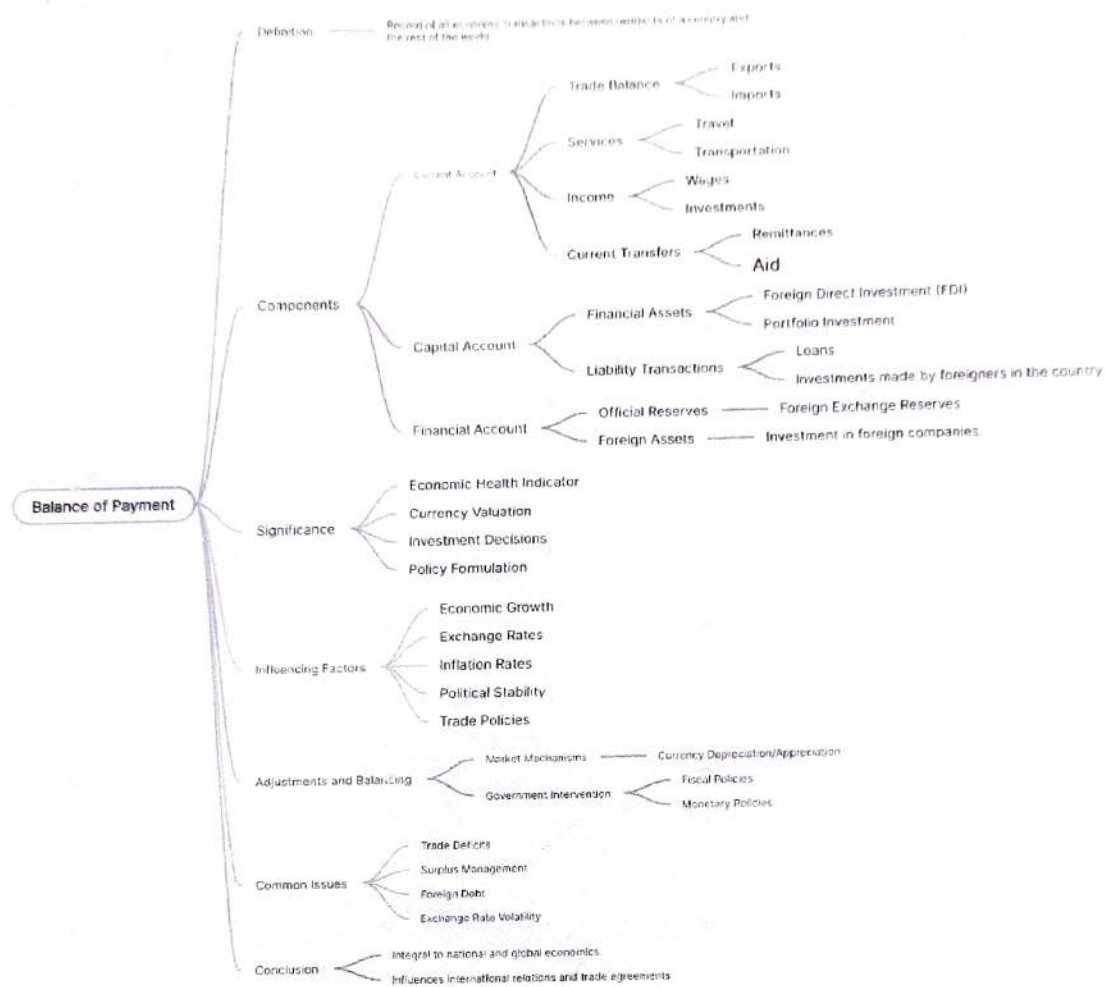 Definition
Record of all economic transactions between residents of a country and
the rest of the world
Trade Balance
Exports
Imports
Services
Travel
Transportation
Current Account
Income
Wages
Investments
Current Transfers
Remittances
Aid
Components
Capital Account
Financial Assets
Foreign Direct Investment (FDI)
Portfolio Investment
Liability Transactions
Loans
Investments made by foreigners in the country
Financial Account
Official Reserves
Foreign Exchange Reserves
Foreign Assets
Investment in foreign companies
Balance of Payment
Significance
Economic Health Indicator
Currency Valuation
Investment Decisions
Policy Formulation
Influencing Factors
Economic Growth
Exchange Rates
Inflation Rates
Political Stability
Trade Policies
Adjustments and Balancing
Market Mechanisms
Currency Depreciation/Appreciation
Government Intervention
Fiscal Policies
Monetary Policies
Common Issues
Trade Deficits
Surplus Management
Foreign Debt
Exchange Rate Volatility
Conclusion
Integral to national and global economics
Influences international relations and trade agreements